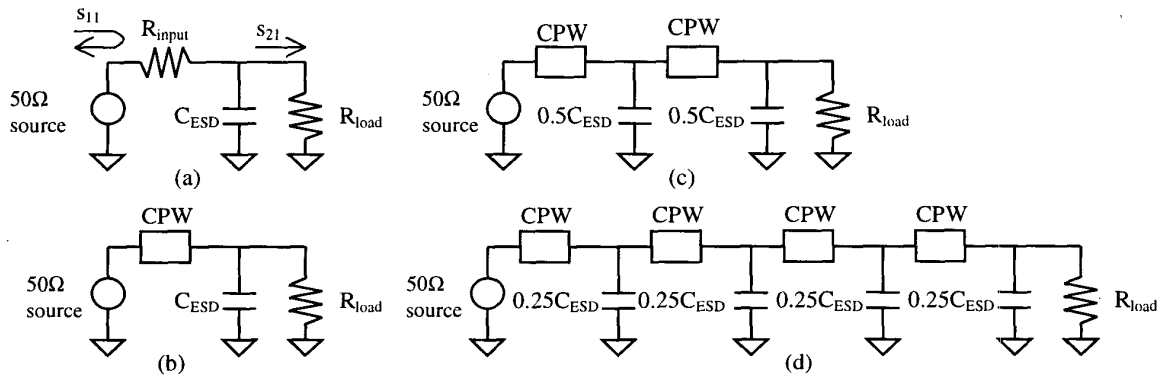 s11
Rinput
s21
50Ω
source
CESD
Rload
(a)
CPW
CPW
50Ω
source
0.5CESD
0.5CESD
Rload
(c)
CPW
50Ω
source
CESD
Rload
(b)
CPW
CPW
CPW
CPW
50Ω
source
0.25CESD
0.25CESD
0.25CESD
0.25CESD
Rload
(d)